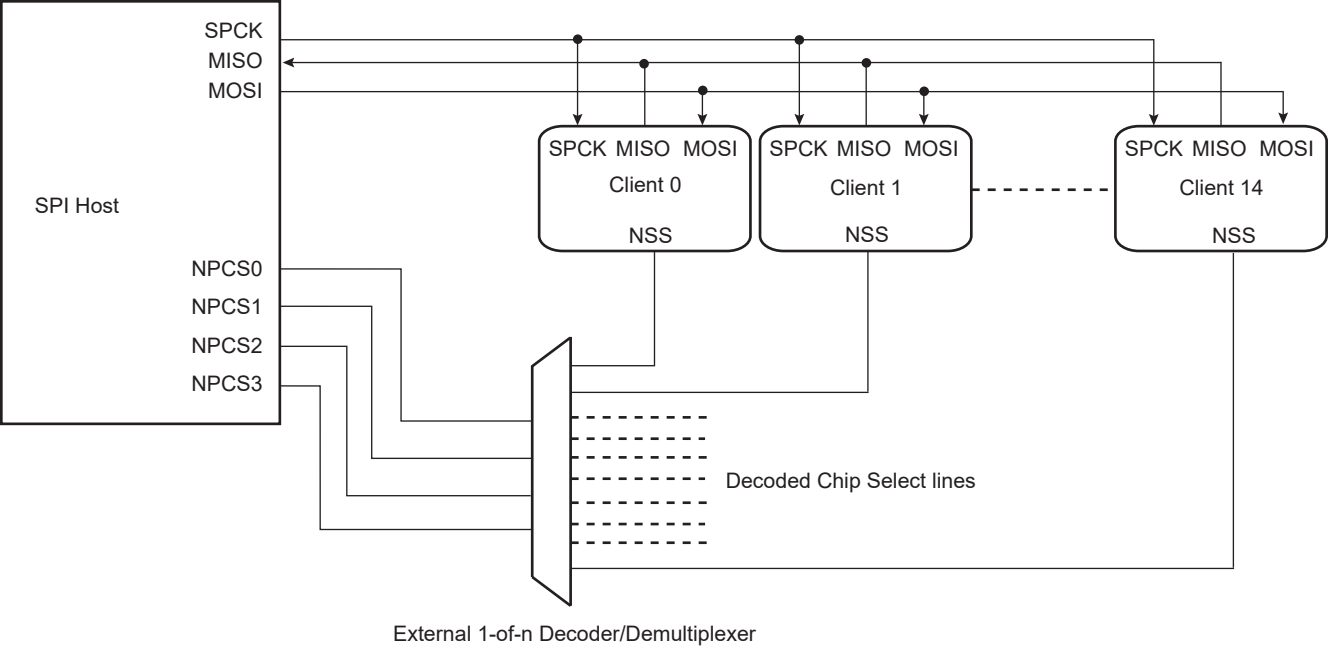 SPCK
MISO
MOSI
SPCK MISO MOSI
Client 0
NSS
SPCK MISO MOSI
Client 1
NSS
SPCK MISO MOSI
Client 14
NSS
SPI Host
NPCS0
NPCS1
NPCS2
NPCS3
Decoded Chip Select lines
External 1-of-n Decoder/Demultiplexer